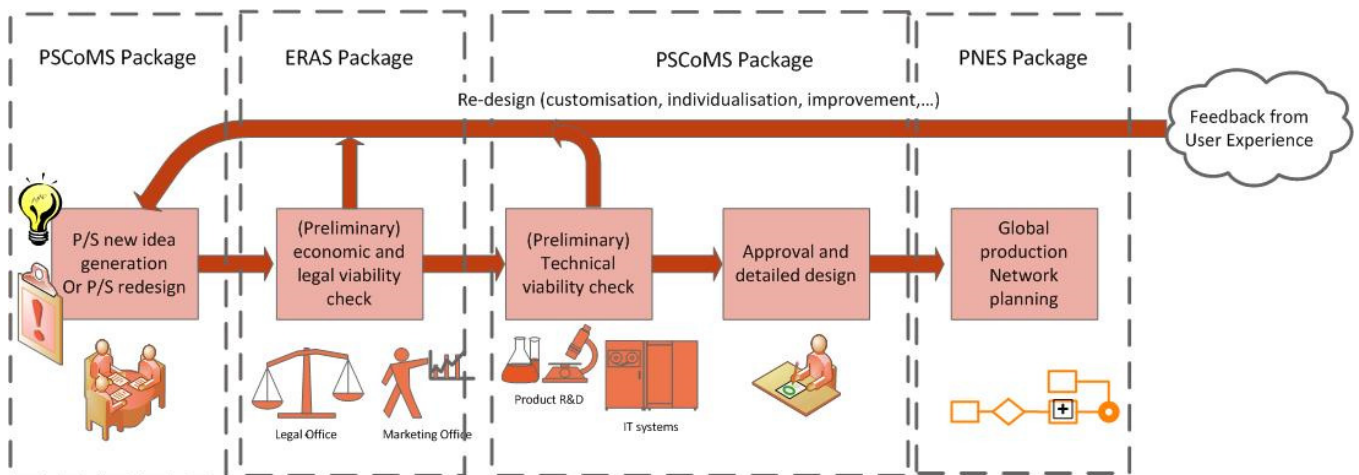 PSCoMS Package
ERAS Package
PSCoMS Package
PNES Package
Re-design (customisation, individualisation, improvement,...)
Feedback from
User Experience
P/S new idea
generation
Or P/S redesign
(Preliminary)
economic and
legal viability
check
(Preliminary)
Technical
viability check
Approval and
detailed design
Global
production
Network
planning
Legal Office
Marketing Office
Product R&D
IT systems